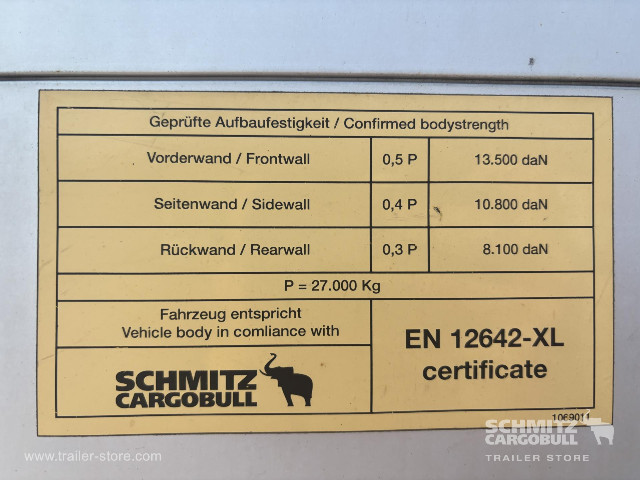 Geprüfte Aufbaufestigkeit / Confirmed bodystrength
Vorderwand / Frontwall 0,5 P 13.500 daN
Seitenwand / Sidewall 0,4 P 10.800 daN
Rückwand / Rearwall 0,3 P 8.100 daN
P = 27.000 Kg
Fahrzeug entspricht
Vehicle body in comliance with
EN 12642-XL
certificate
SCHMITZ
CARGOBULL
1069011
SCHMITZ
CARGOBULL
TRAILER STORE
www.trailer-store.com